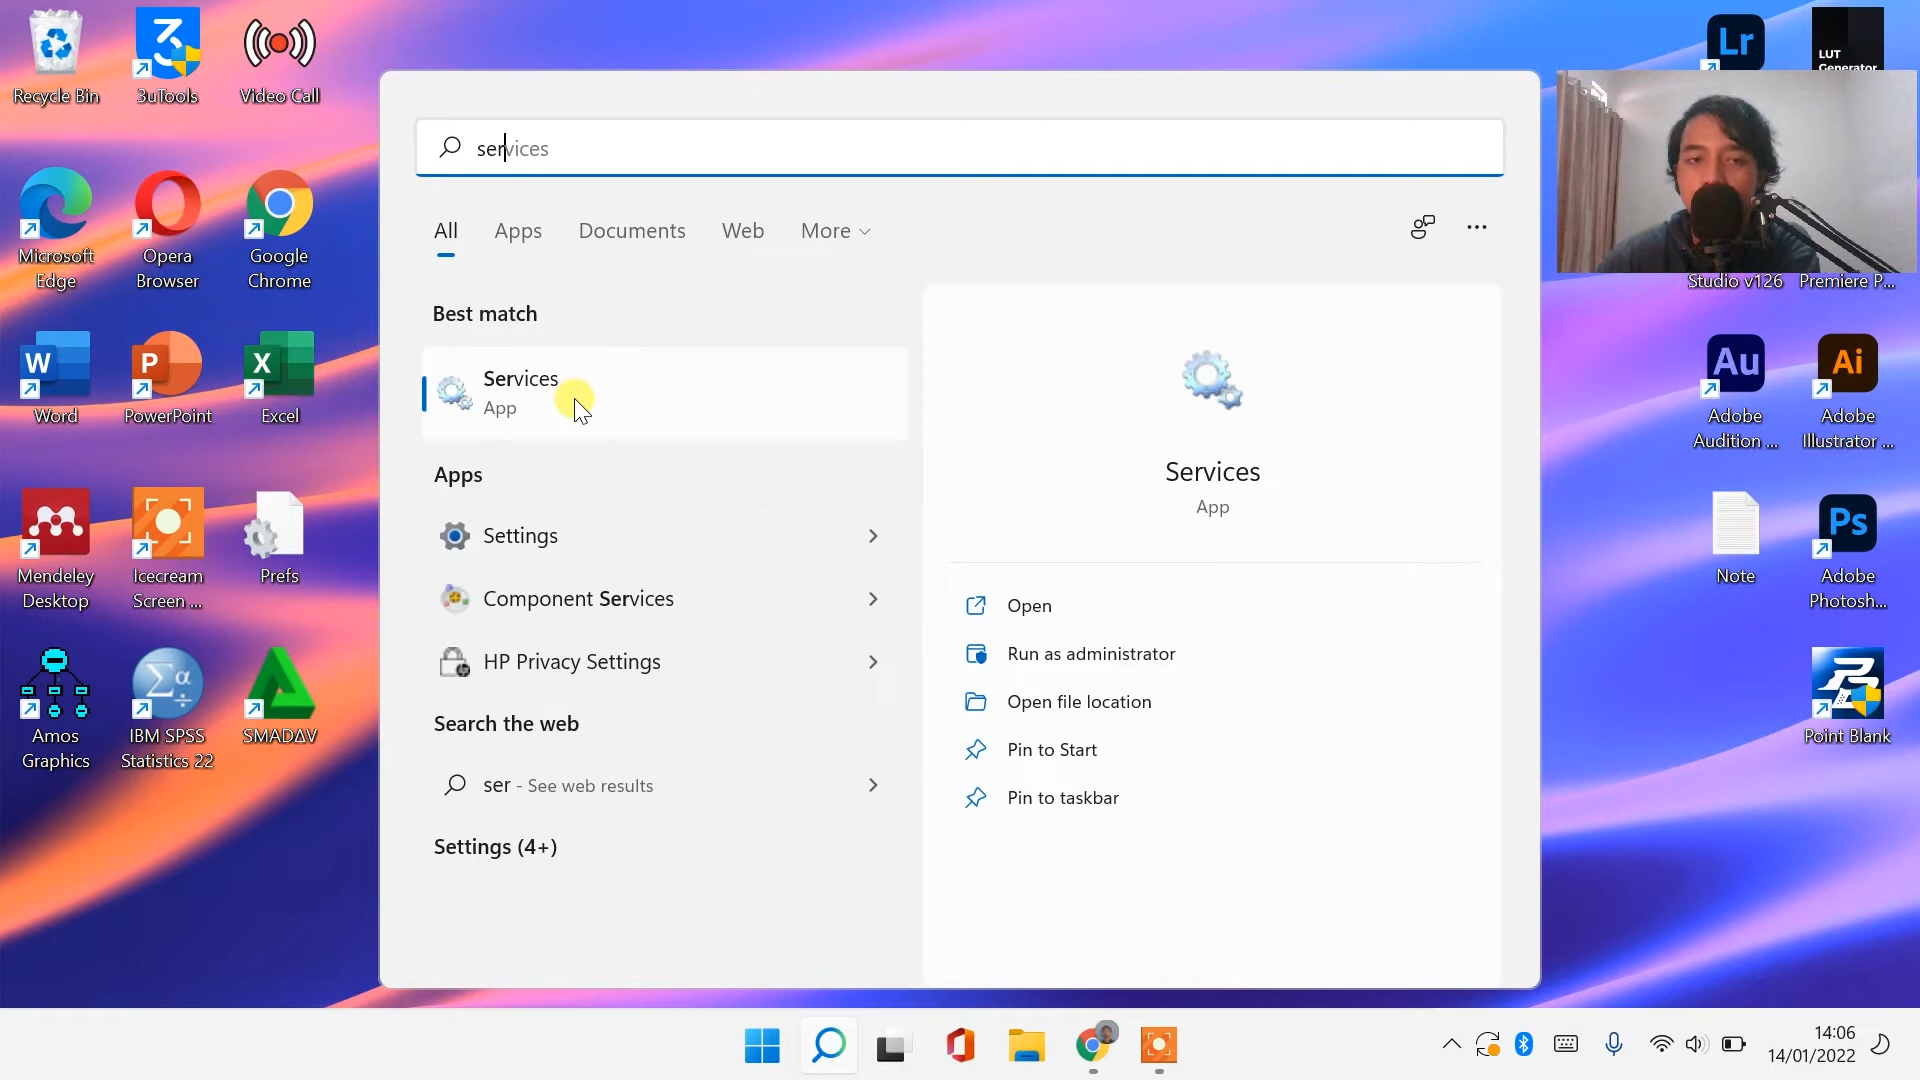 Recycle Bin
3uTools
Video Call
Microsoft
Edge
Opera
Browser
Google
Chrome
Word
PowerPoint
Excel
Mendeley
Desktop
Icecream
Screen ...
Prefs
Amos
Graphics
IBM SPSS
Statistics 22
SMADΔV
services
All
Apps
Documents
Web
More
Best match
Services
App
Apps
Settings
Component Services
HP Privacy Settings
Search the web
ser - See web results
Settings (4+)
Services
App
Open
Run as administrator
Open file location
Pin to Start
Pin to taskbar
Lr
LUT
Generator
Studio v126
Premiere P...
Au
Adobe
Audition ...
Ai
Adobe
Illustrator ...
Note
Ps
Adobe
Photosh...
Point Blank
14:06
14/01/2022